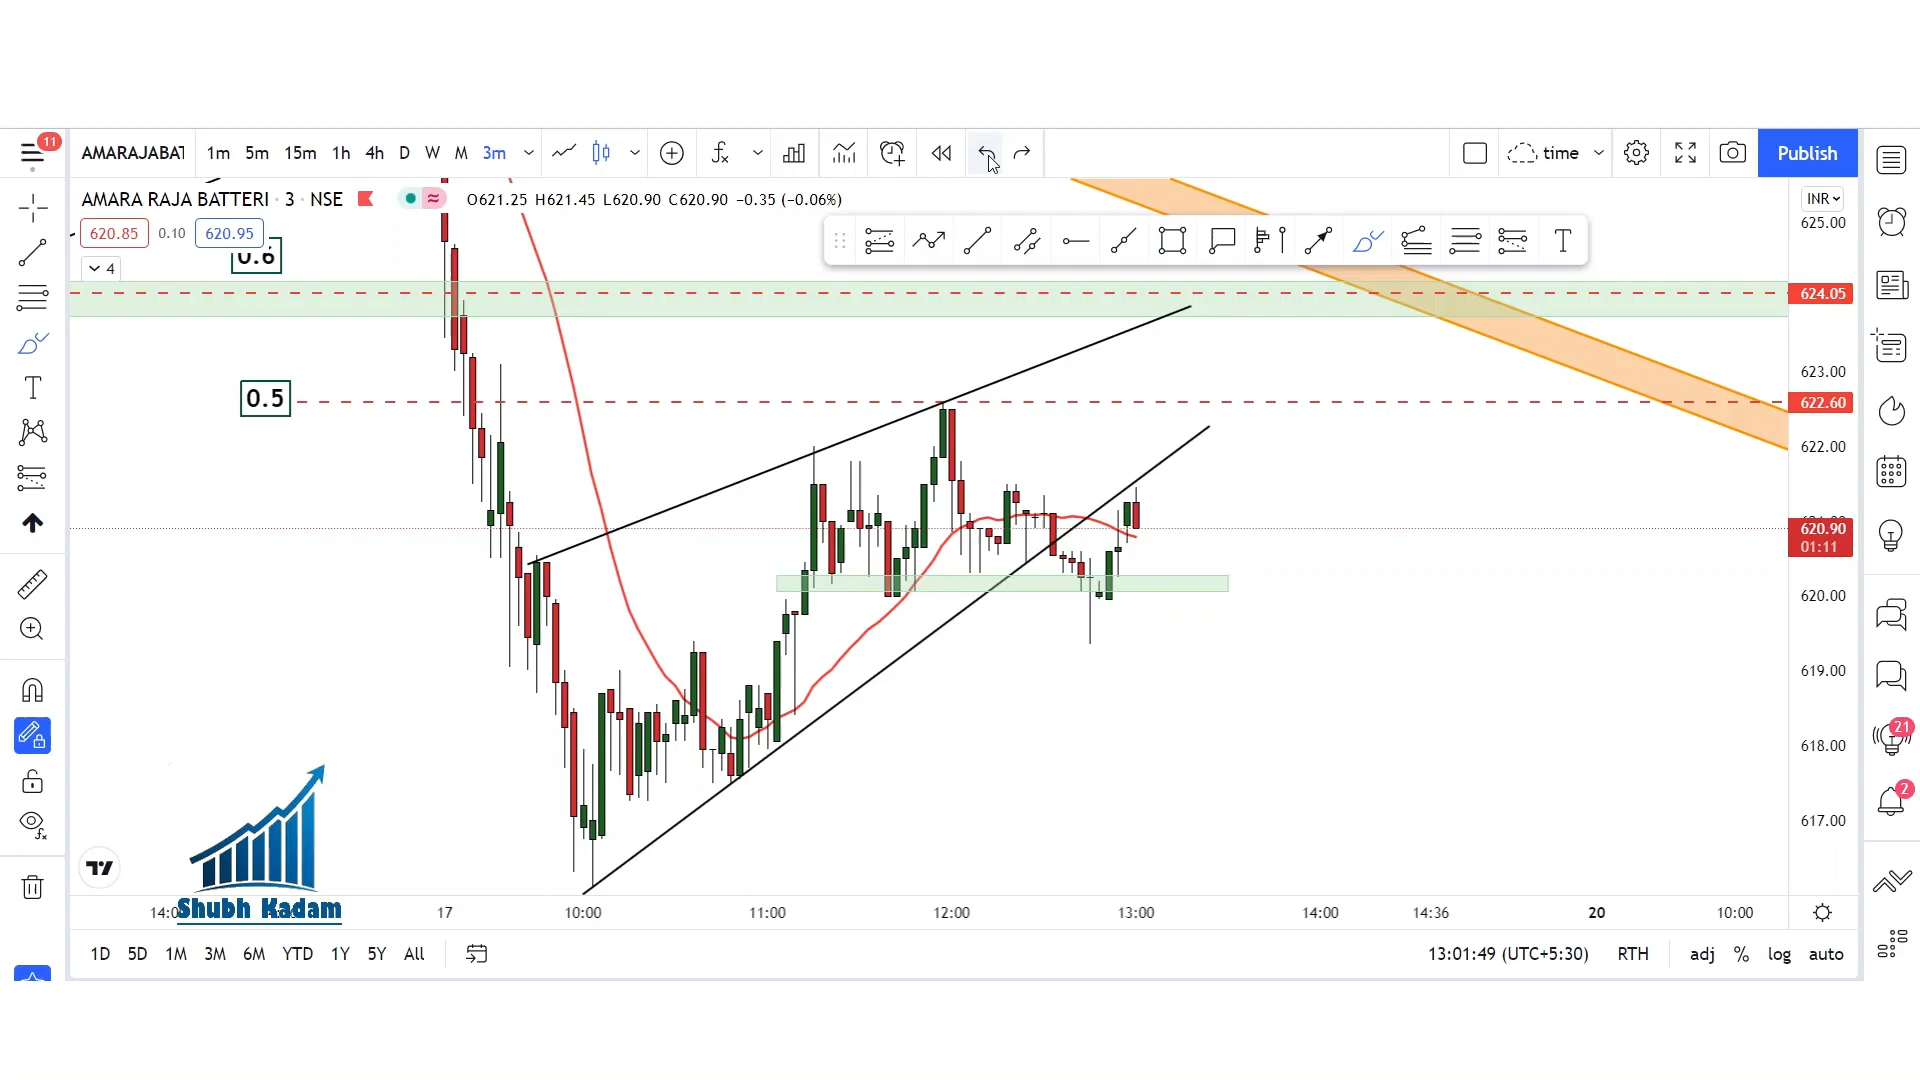 11
AMARAJABAT 1m 5m 15m 1h 4h D W M 3m time Publish
AMARA RAJA BATTERI · 3 · NSE O621.25 H621.45 L620.90 C620.90 −0.35 (−0.06%) INR
620.85 0.10 620.95
625.00
0.6
4
624.05
623.00
0.5
622.60
622.00
620.90
01:11
620.00
619.00
21
618.00
2
617.00
Shubh Kadam
17 10:00 11:00 12:00 13:00 14:00 14:36 20 10:00
1D 5D 1M 3M 6M YTD 1Y 5Y All 13:01:49 (UTC+5:30) RTH adj % log auto